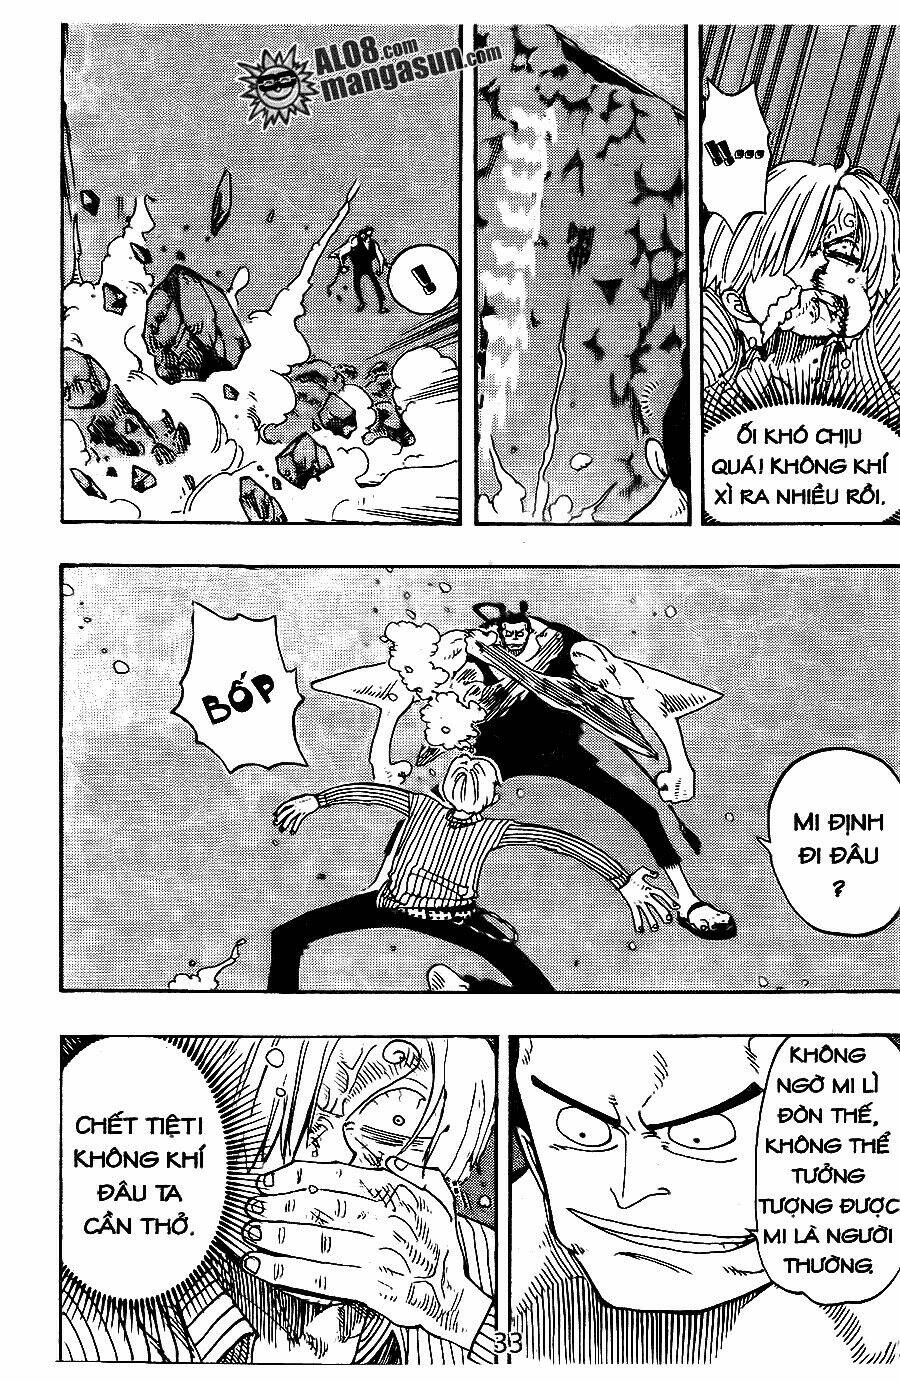 AL08.com
mangasun.com
!!...
ỐI KHÓ CHỊU
QUÁ! KHÔNG KHÍ
XÌ RA NHIỀU RỒI.
!!
BỐP
MI ĐỊNH
ĐI ĐÂU
?
KHÔNG
NGỜ MI LÌ
ĐÒN THẾ,
KHÔNG THỂ
TƯỞNG
TƯỢNG ĐƯỢC
MI LÀ NGƯỜI
THƯỜNG.
CHẾT TIỆT!
KHÔNG KHÍ
ĐÂU TA
CẦN THỞ.
33